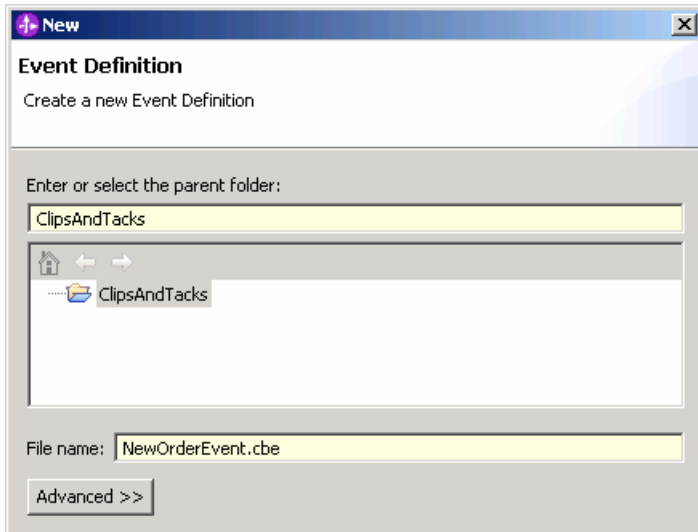 New
Event Definition
Create a new Event Definition
Enter or select the parent folder:
ClipsAndTacks
ClipsAndTacks
File name: NewOrderEvent.cbe
Advanced >>